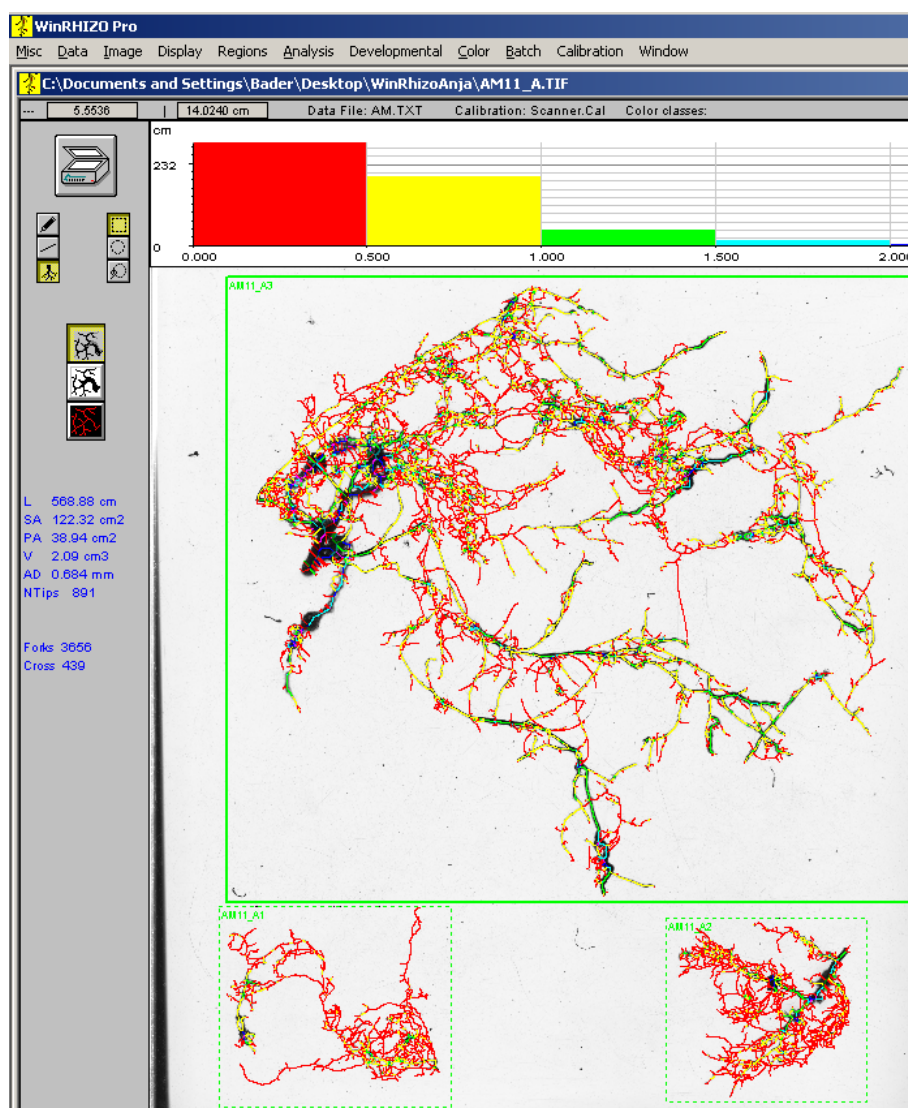 WinRHIZO Pro
Misc Data Image Display Regions Analysis Developmental Color Batch Calibration Window
C:\Documents and Settings\Bader\Desktop\WinRhizoAnja\AM11_A.TIF
--- 5.5536 | 14.0240 cm Data File: AM.TXT Calibration: Scanner.Cal Color classes:
cm
232
0
0.000 0.500 1.000 1.500 2.000
AM11_A3
L 568.88 cm
SA 122.32 cm2
PA 38.94 cm2
V 2.09 cm3
AD 0.684 mm
NTips 891
Forks 3656
Cross 439
AM11_A1
AM11_A2